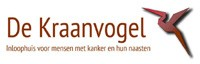 De Kraanvogel
Inloophuis voor mensen met kanker en hun naasten